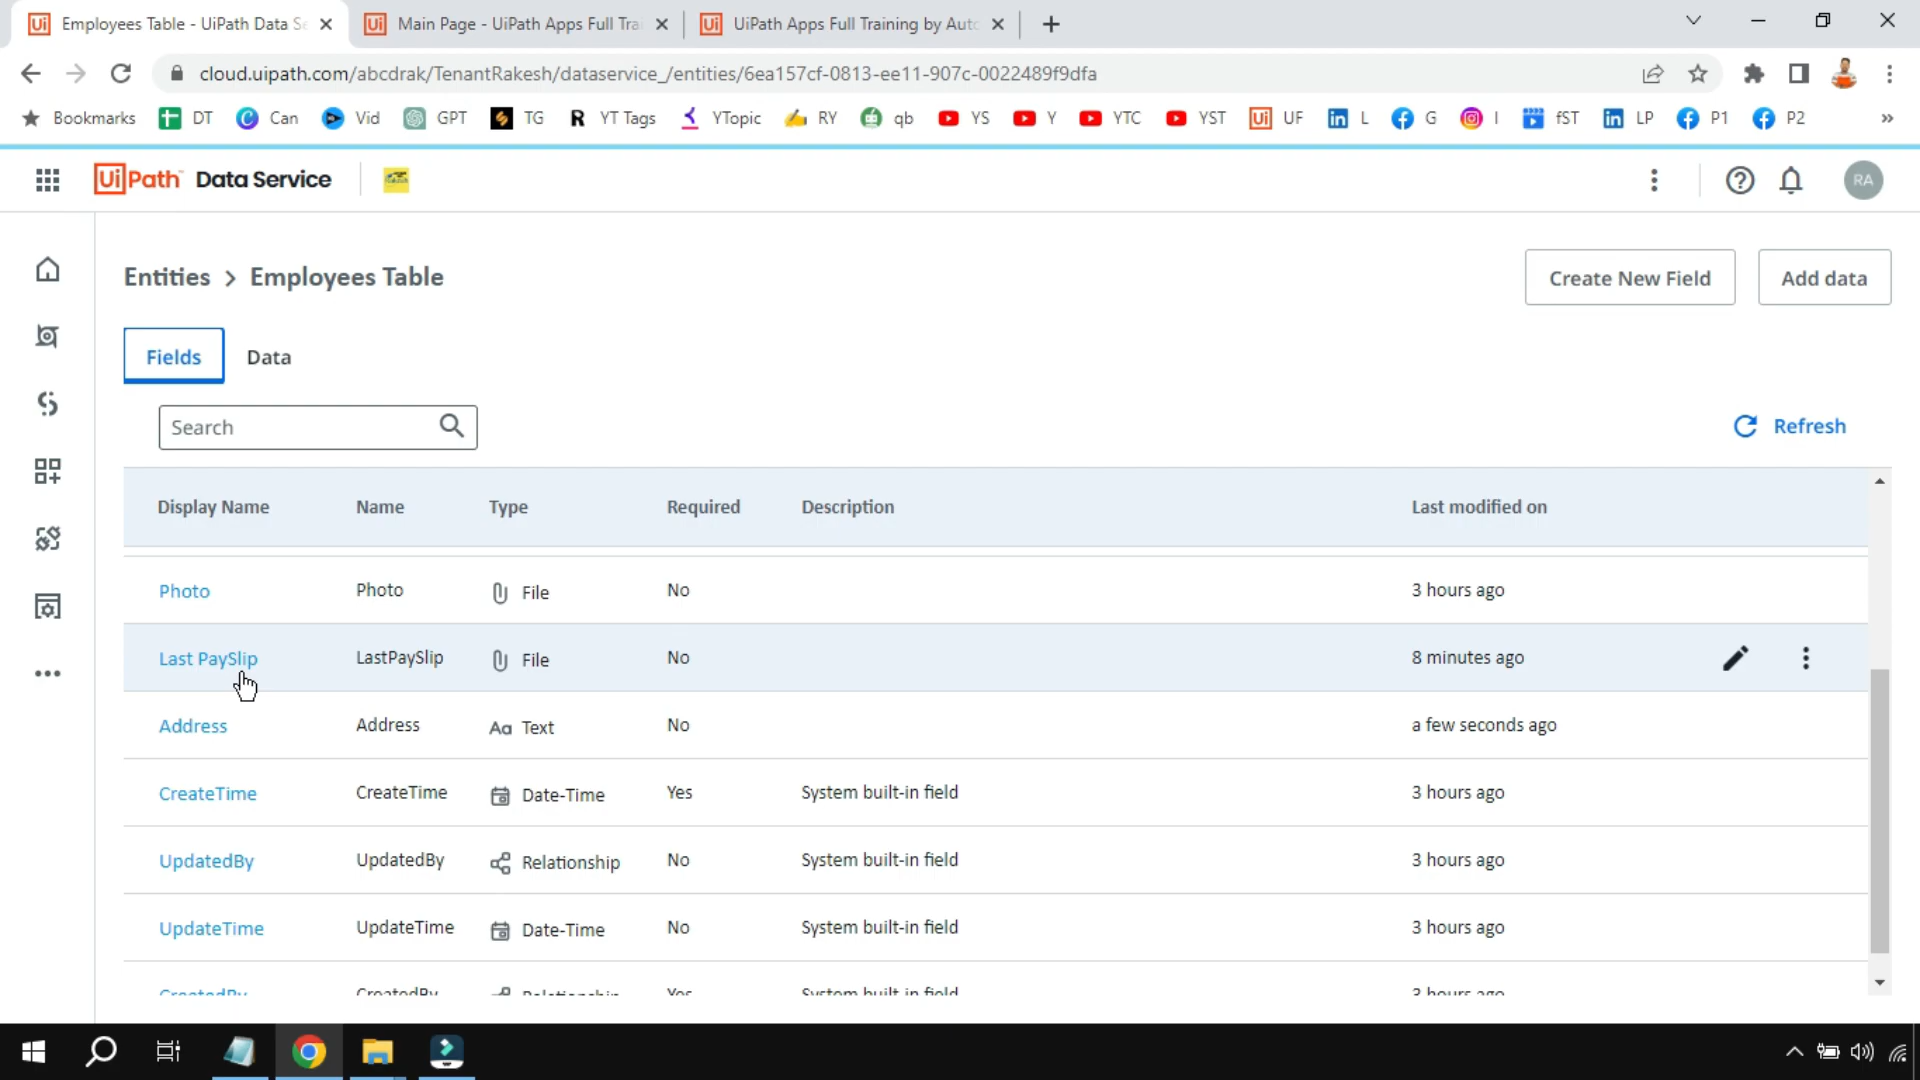 Employees Table - UiPath Data Se
Main Page - UiPath Apps Full Trai
UiPath Apps Full Training by Auto
cloud.uipath.com/abcdrak/TenantRakesh/dataservice_/entities/6ea157cf-0813-ee11-907c-0022489f9dfa
Bookmarks DT Can Vid GPT TG R YT Tags YTopic RY qb YS Y YTC YST UF L G I fST LP P1 P2 »
UiPath Data Service
RA
Entities > Employees Table
Create New Field
Add data
Fields
Data
Search
Refresh
Display Name Name Type Required Description Last modified on
Photo Photo File No 3 hours ago
Last PaySlip LastPaySlip File No 8 minutes ago
Address Address Aa Text No a few seconds ago
CreateTime CreateTime Date-Time Yes System built-in field 3 hours ago
UpdatedBy UpdatedBy Relationship No System built-in field 3 hours ago
UpdateTime UpdateTime Date-Time No System built-in field 3 hours ago
CreatedBy CreatedBy Relationship Yes System built-in field 3 hours ago